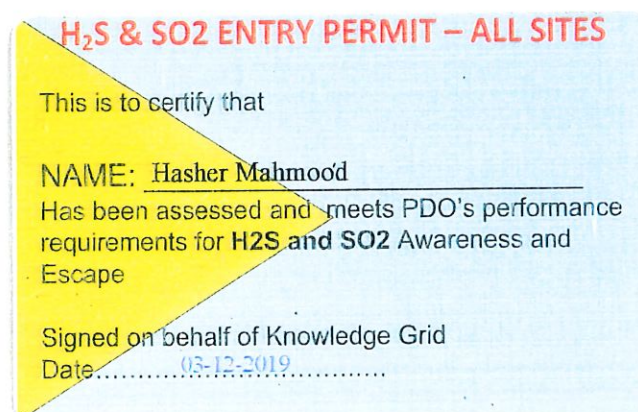 H₂S & SO2 ENTRY PERMIT – ALL SITES
This is to certify that
NAME: Hasher Mahmood
Has been assessed and meets PDO's performance
requirements for H2S and SO2 Awareness and
Escape
Signed on behalf of Knowledge Grid
Date.......03-12-2019...................